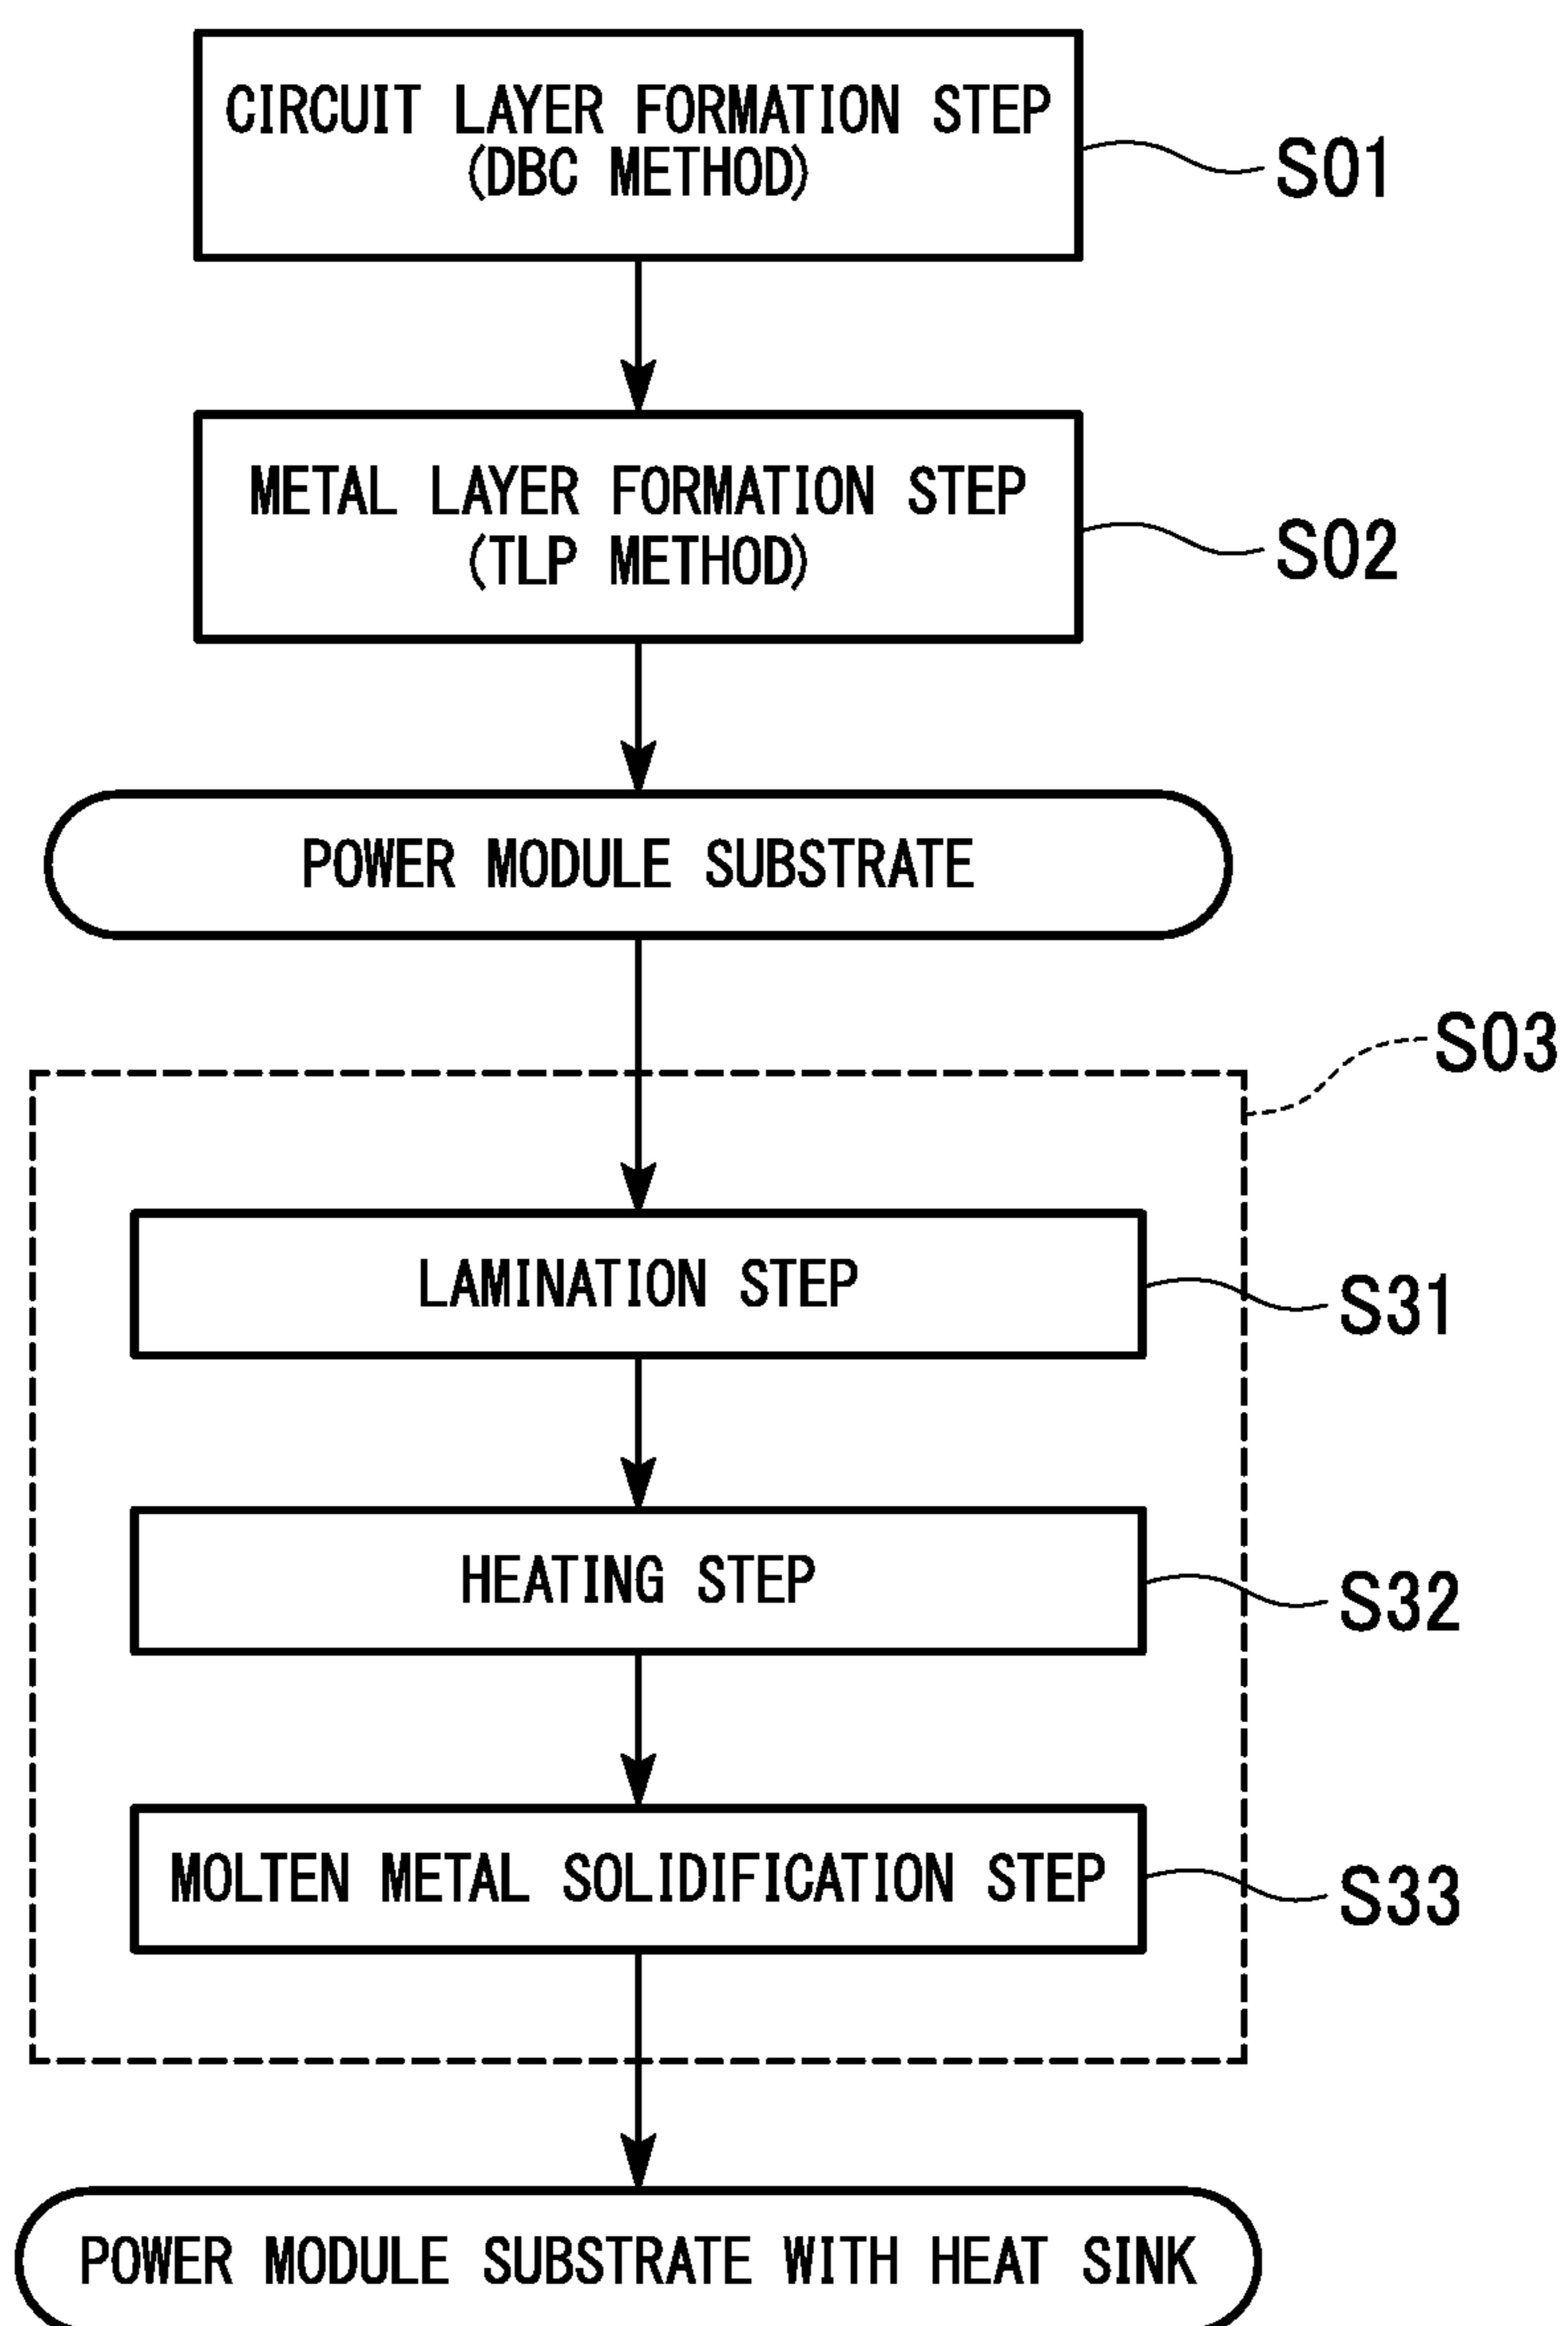 CIRCUIT LAYER FORMATION STEP
(DBC METHOD)
S01
METAL LAYER FORMATION STEP
(TLP METHOD)
S02
POWER MODULE SUBSTRATE
S03
LAMINATION STEP
S31
HEATING STEP
S32
MOLTEN METAL SOLIDIFICATION STEP
S33
POWER MODULE SUBSTRATE WITH HEAT SINK